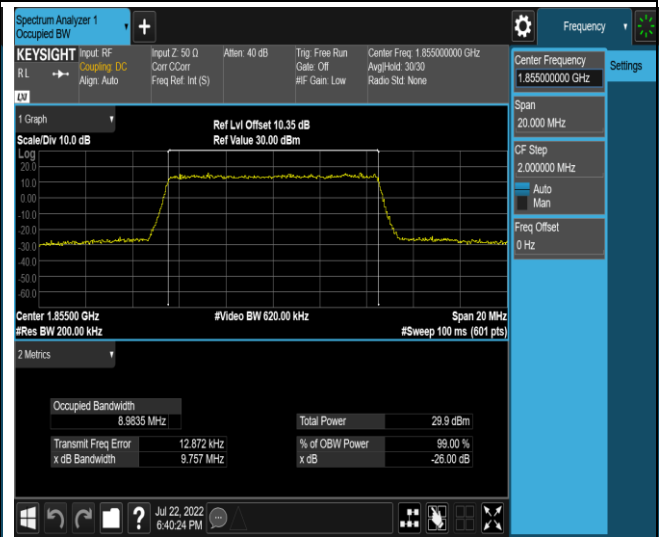 Spectrum Analyzer 1
Occupied BW
+
Frequency
KEYSIGHT
RL
LXI
Input: RF
Coupling: DC
Align: Auto
Input Z: 50 Ω
Corr CCorr
Freq Ref: Int (S)
Atten: 40 dB
Trig: Free Run
Gate: Off
#IF Gain: Low
Center Freq: 1.855000000 GHz
Avg|Hold: 30/30
Radio Std: None
Center Frequency
1.855000000 GHz
Settings
Span
20.000 MHz
CF Step
2.000000 MHz
Auto
Man
Freq Offset
0 Hz
1 Graph
Scale/Div 10.0 dB
Ref Lvl Offset 10.35 dB
Ref Value 30.00 dBm
Log
20.0
10.0
0.00
-10.0
-20.0
-30.0
-40.0
-50.0
-60.0
Center 1.85500 GHz
#Res BW 200.00 kHz
#Video BW 620.00 kHz
Span 20 MHz
#Sweep 100 ms (601 pts)
2 Metrics
Occupied Bandwidth
8.9835 MHz
Total Power 29.9 dBm
Transmit Freq Error 12.872 kHz
% of OBW Power 99.00 %
x dB Bandwidth 9.757 MHz
x dB -26.00 dB
?
Jul 22, 2022
6:40:24 PM